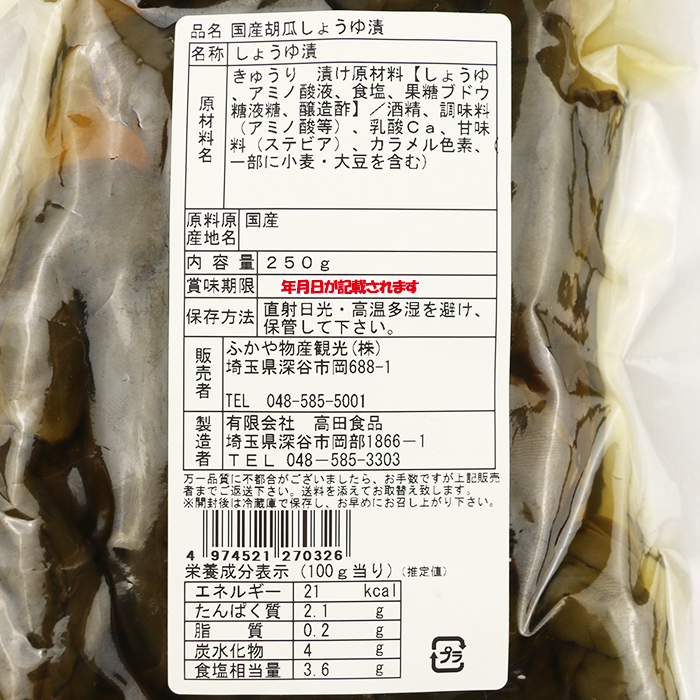 品名 国産胡瓜しょうゆ漬
名称 しょうゆ漬
原材料名
きゅうり　漬け原材料【しょうゆ
、アミノ酸液、食塩、果糖ブドウ
糖液糖、醸造酢】／酒精、調味料
（アミノ酸等）、乳酸Ｃａ、甘味
料（ステビア）、カラメル色素、（
一部に小麦・大豆を含む）
原料原産地名 国産
内容量 ２５０ｇ
賞味期限 年月日が記載されます
保存方法 直射日光・高温多湿を避け、
保管して下さい。
販売者 ふかや物産観光（株）
埼玉県深谷市岡688-1
TEL 048-585-5001
製造者 有限会社　高田食品
埼玉県深谷市岡部1866－1
ＴＥＬ 048－585-3303
万一品質に不都合がございましたら、お手数ですが上記販売
者までご返送下さい。送料を添えてお取替え致します。
※開封後は冷蔵庫で保存し、お早めにお召し上がり下さい。
4 974521 270326
栄養成分表示（100ｇ当り）（推定値）
エネルギー 21 kcal
たんぱく質 2.1 g
脂質 0.2 g
炭水化物 4 g
食塩相当量 3.6 g
プラ